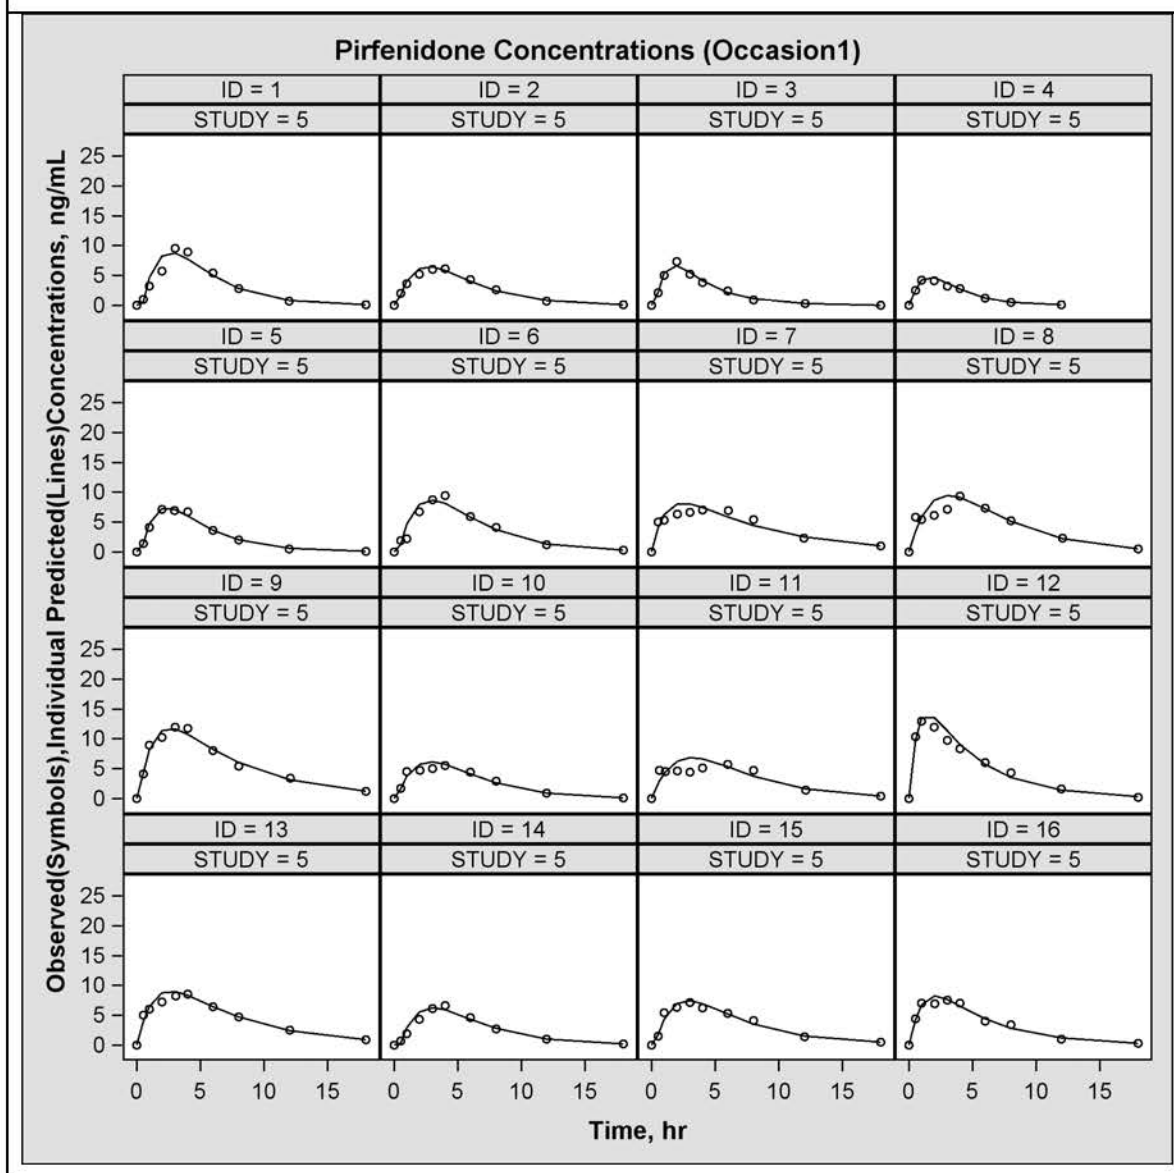 Pirfenidone Concentrations (Occasion1)
Observed(Symbols),Individual Predicted(Lines)Concentrations, ng/mL
ID = 1 ID = 2 ID = 3 ID = 4
STUDY = 5 STUDY = 5 STUDY = 5 STUDY = 5
25
20
15
10
5
0
ID = 5 ID = 6 ID = 7 ID = 8
STUDY = 5 STUDY = 5 STUDY = 5 STUDY = 5
25
20
15
10
5
0
ID = 9 ID = 10 ID = 11 ID = 12
STUDY = 5 STUDY = 5 STUDY = 5 STUDY = 5
25
20
15
10
5
0
ID = 13 ID = 14 ID = 15 ID = 16
STUDY = 5 STUDY = 5 STUDY = 5 STUDY = 5
25
20
15
10
5
0
0 5 10 15 0 5 10 15 0 5 10 15 0 5 10 15
Time, hr